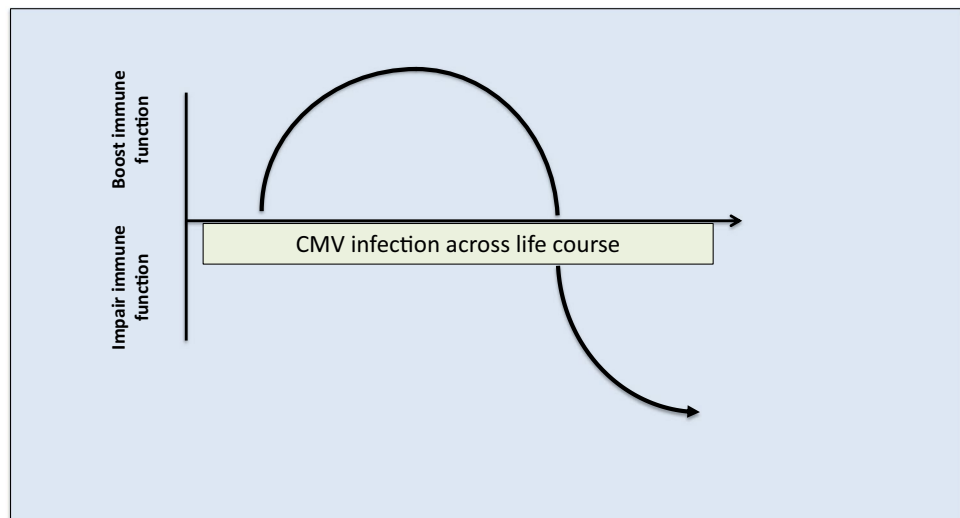 Boost immune
function
Impair immune
function
CMV infection across life course